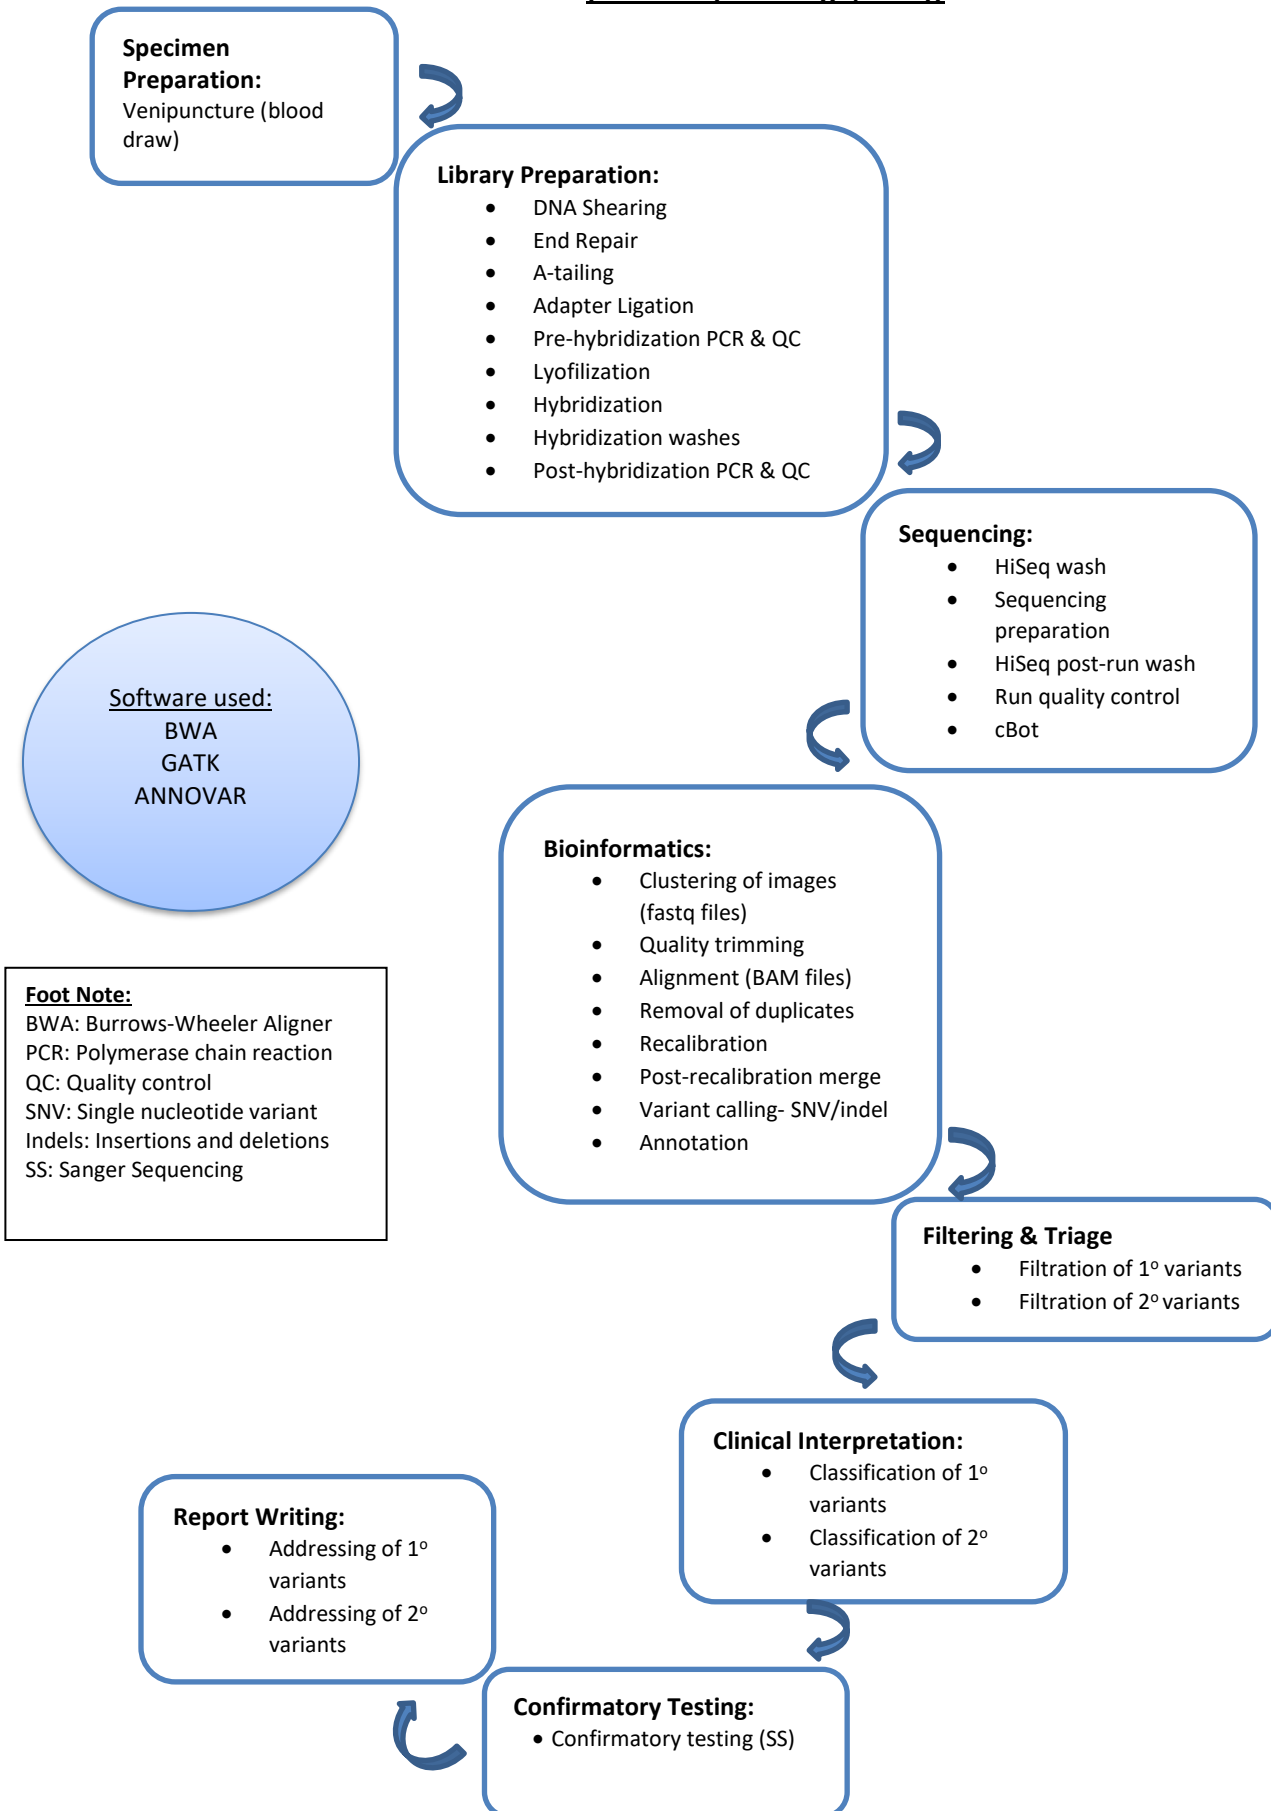 Specimen
Preparation:
Venipuncture (blood
draw)
Library Preparation:
• DNA Shearing
• End Repair
• A-tailing
• Adapter Ligation
• Pre-hybridization PCR & QC
• Lyofilization
• Hybridization
• Hybridization washes
• Post-hybridization PCR & QC
Sequencing:
• HiSeq wash
• Sequencing
preparation
• HiSeq post-run wash
• Run quality control
• cBot
Software used:
BWA
GATK
ANNOVAR
Bioinformatics:
• Clustering of images
(fastq files)
• Quality trimming
• Alignment (BAM files)
• Removal of duplicates
• Recalibration
• Post-recalibration merge
• Variant calling- SNV/indel
• Annotation
Foot Note:
BWA: Burrows-Wheeler Aligner
PCR: Polymerase chain reaction
QC: Quality control
SNV: Single nucleotide variant
Indels: Insertions and deletions
SS: Sanger Sequencing
Filtering & Triage
• Filtration of 1º variants
• Filtration of 2º variants
Clinical Interpretation:
• Classification of 1º
variants
• Classification of 2º
variants
Confirmatory Testing:
• Confirmatory testing (SS)
Report Writing:
• Addressing of 1º
variants
• Addressing of 2º
variants